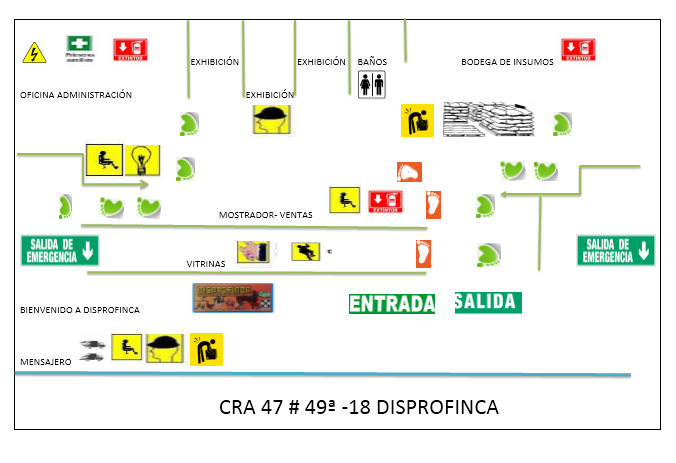 EXTINTOR
EXTINTOR
EXHIBICIÓN
EXHIBICIÓN
BAÑOS
BODEGA DE INSUMOS
OFICINA ADMINISTRACIÓN
EXHIBICIÓN
EXTINTOR
MOSTRADOR- VENTAS
SALIDA DE
EMERGENCIA
SALIDA DE
EMERGENCIA
VITRINAS
DISPROFINCA
ENTRADA
SALIDA
BIENVENIDO A DISPROFINCA
MENSAJERO
CRA 47 # 49ª -18 DISPROFINCA